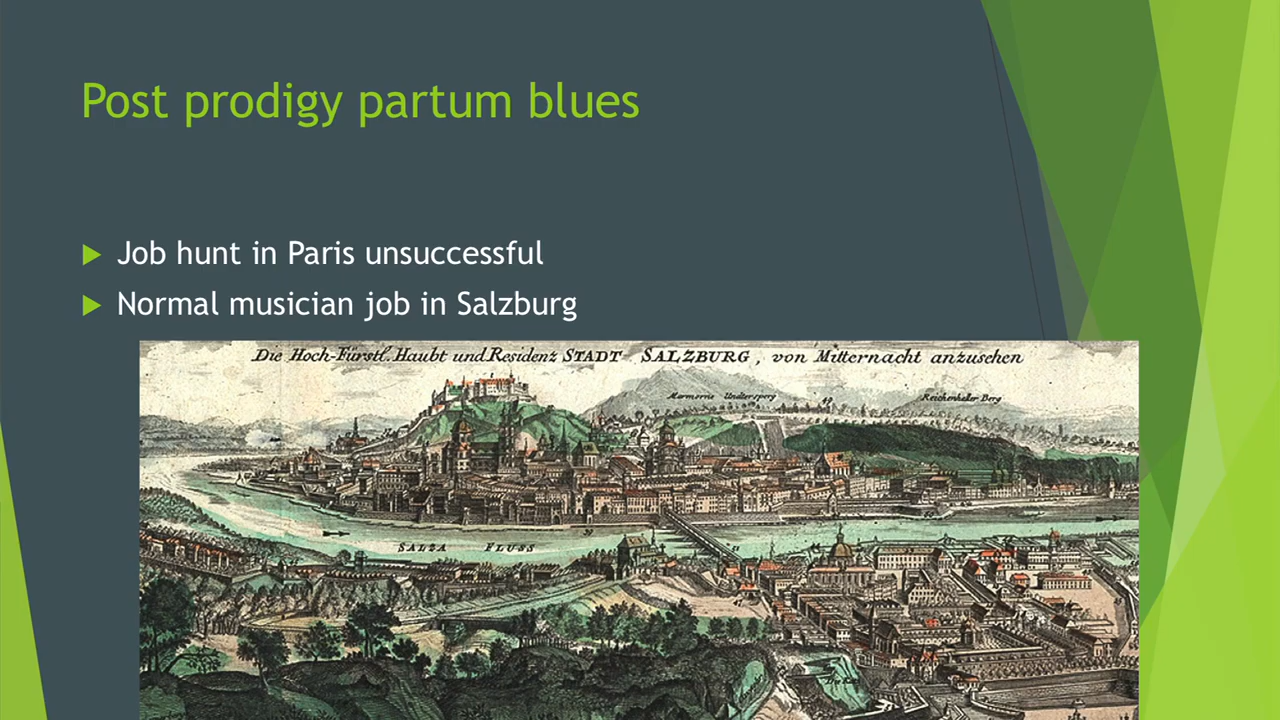 Post prodigy partum blues
Job hunt in Paris unsuccessful
Normal musician job in Salzburg
Die Hoch-Fürstl. Haubt und Residenz STADT SALZBURG, von Mitternacht anzusehen
Reichenhaller Berg
SALZA FLUSS